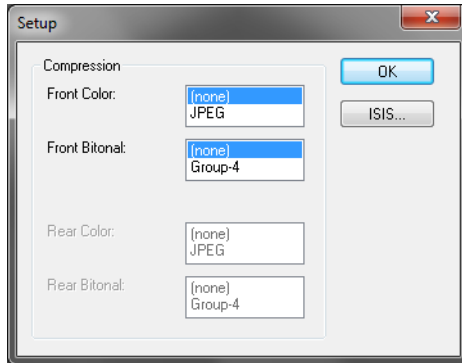 Setup
Compression
Front Color:
(none)
JPEG
OK
ISIS...
Front Bitonal:
(none)
Group-4
Rear Color:
(none)
JPEG
Rear Bitonal:
(none)
Group-4